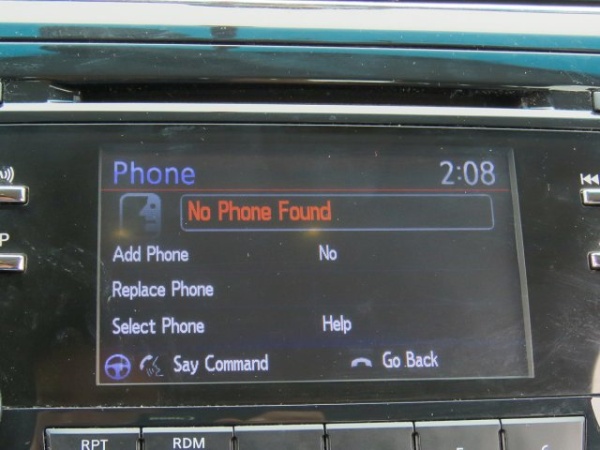 Phone 2:08
No Phone Found
Add Phone No
Replace Phone
Select Phone Help
Say Command Go Back
RPT RDM